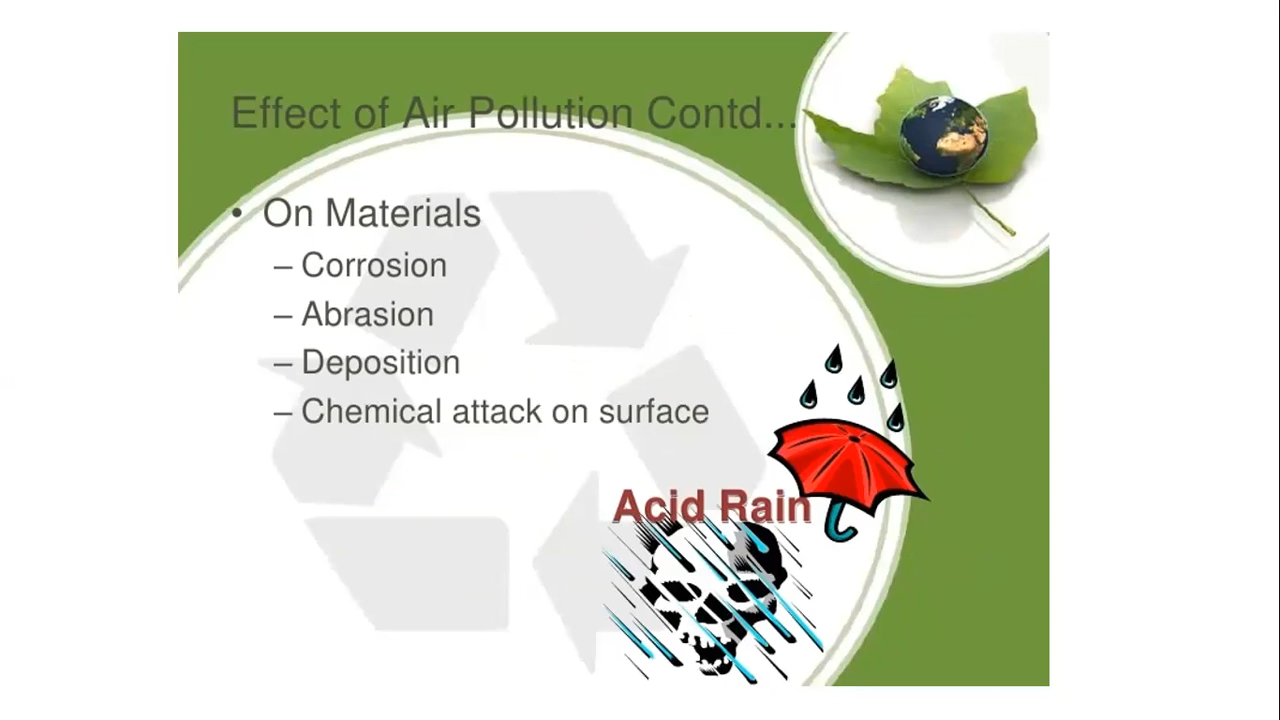 Effect of Air Pollution Contd...
• On Materials
– Corrosion
– Abrasion
– Deposition
– Chemical attack on surface
Acid Rain